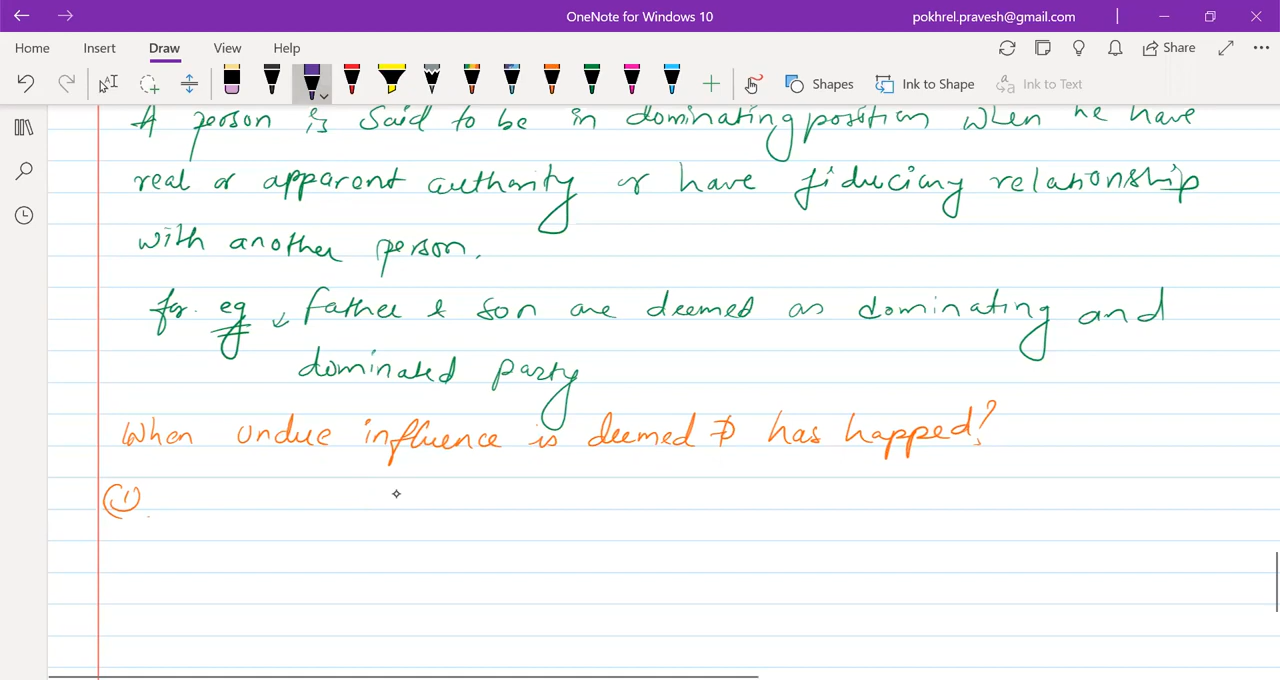 OneNote for Windows 10
pokhrel.pravesh@gmail.com
Home Insert Draw View Help
Share
Shapes Ink to Shape Ink to Text
A person is said to be in dominating position when he have
real or apparent authority or have fiduciary relationship
with another person.
for. eg Father & son are deemed as dominating and
dominated party
When undue influence is deemed to has happed?
1